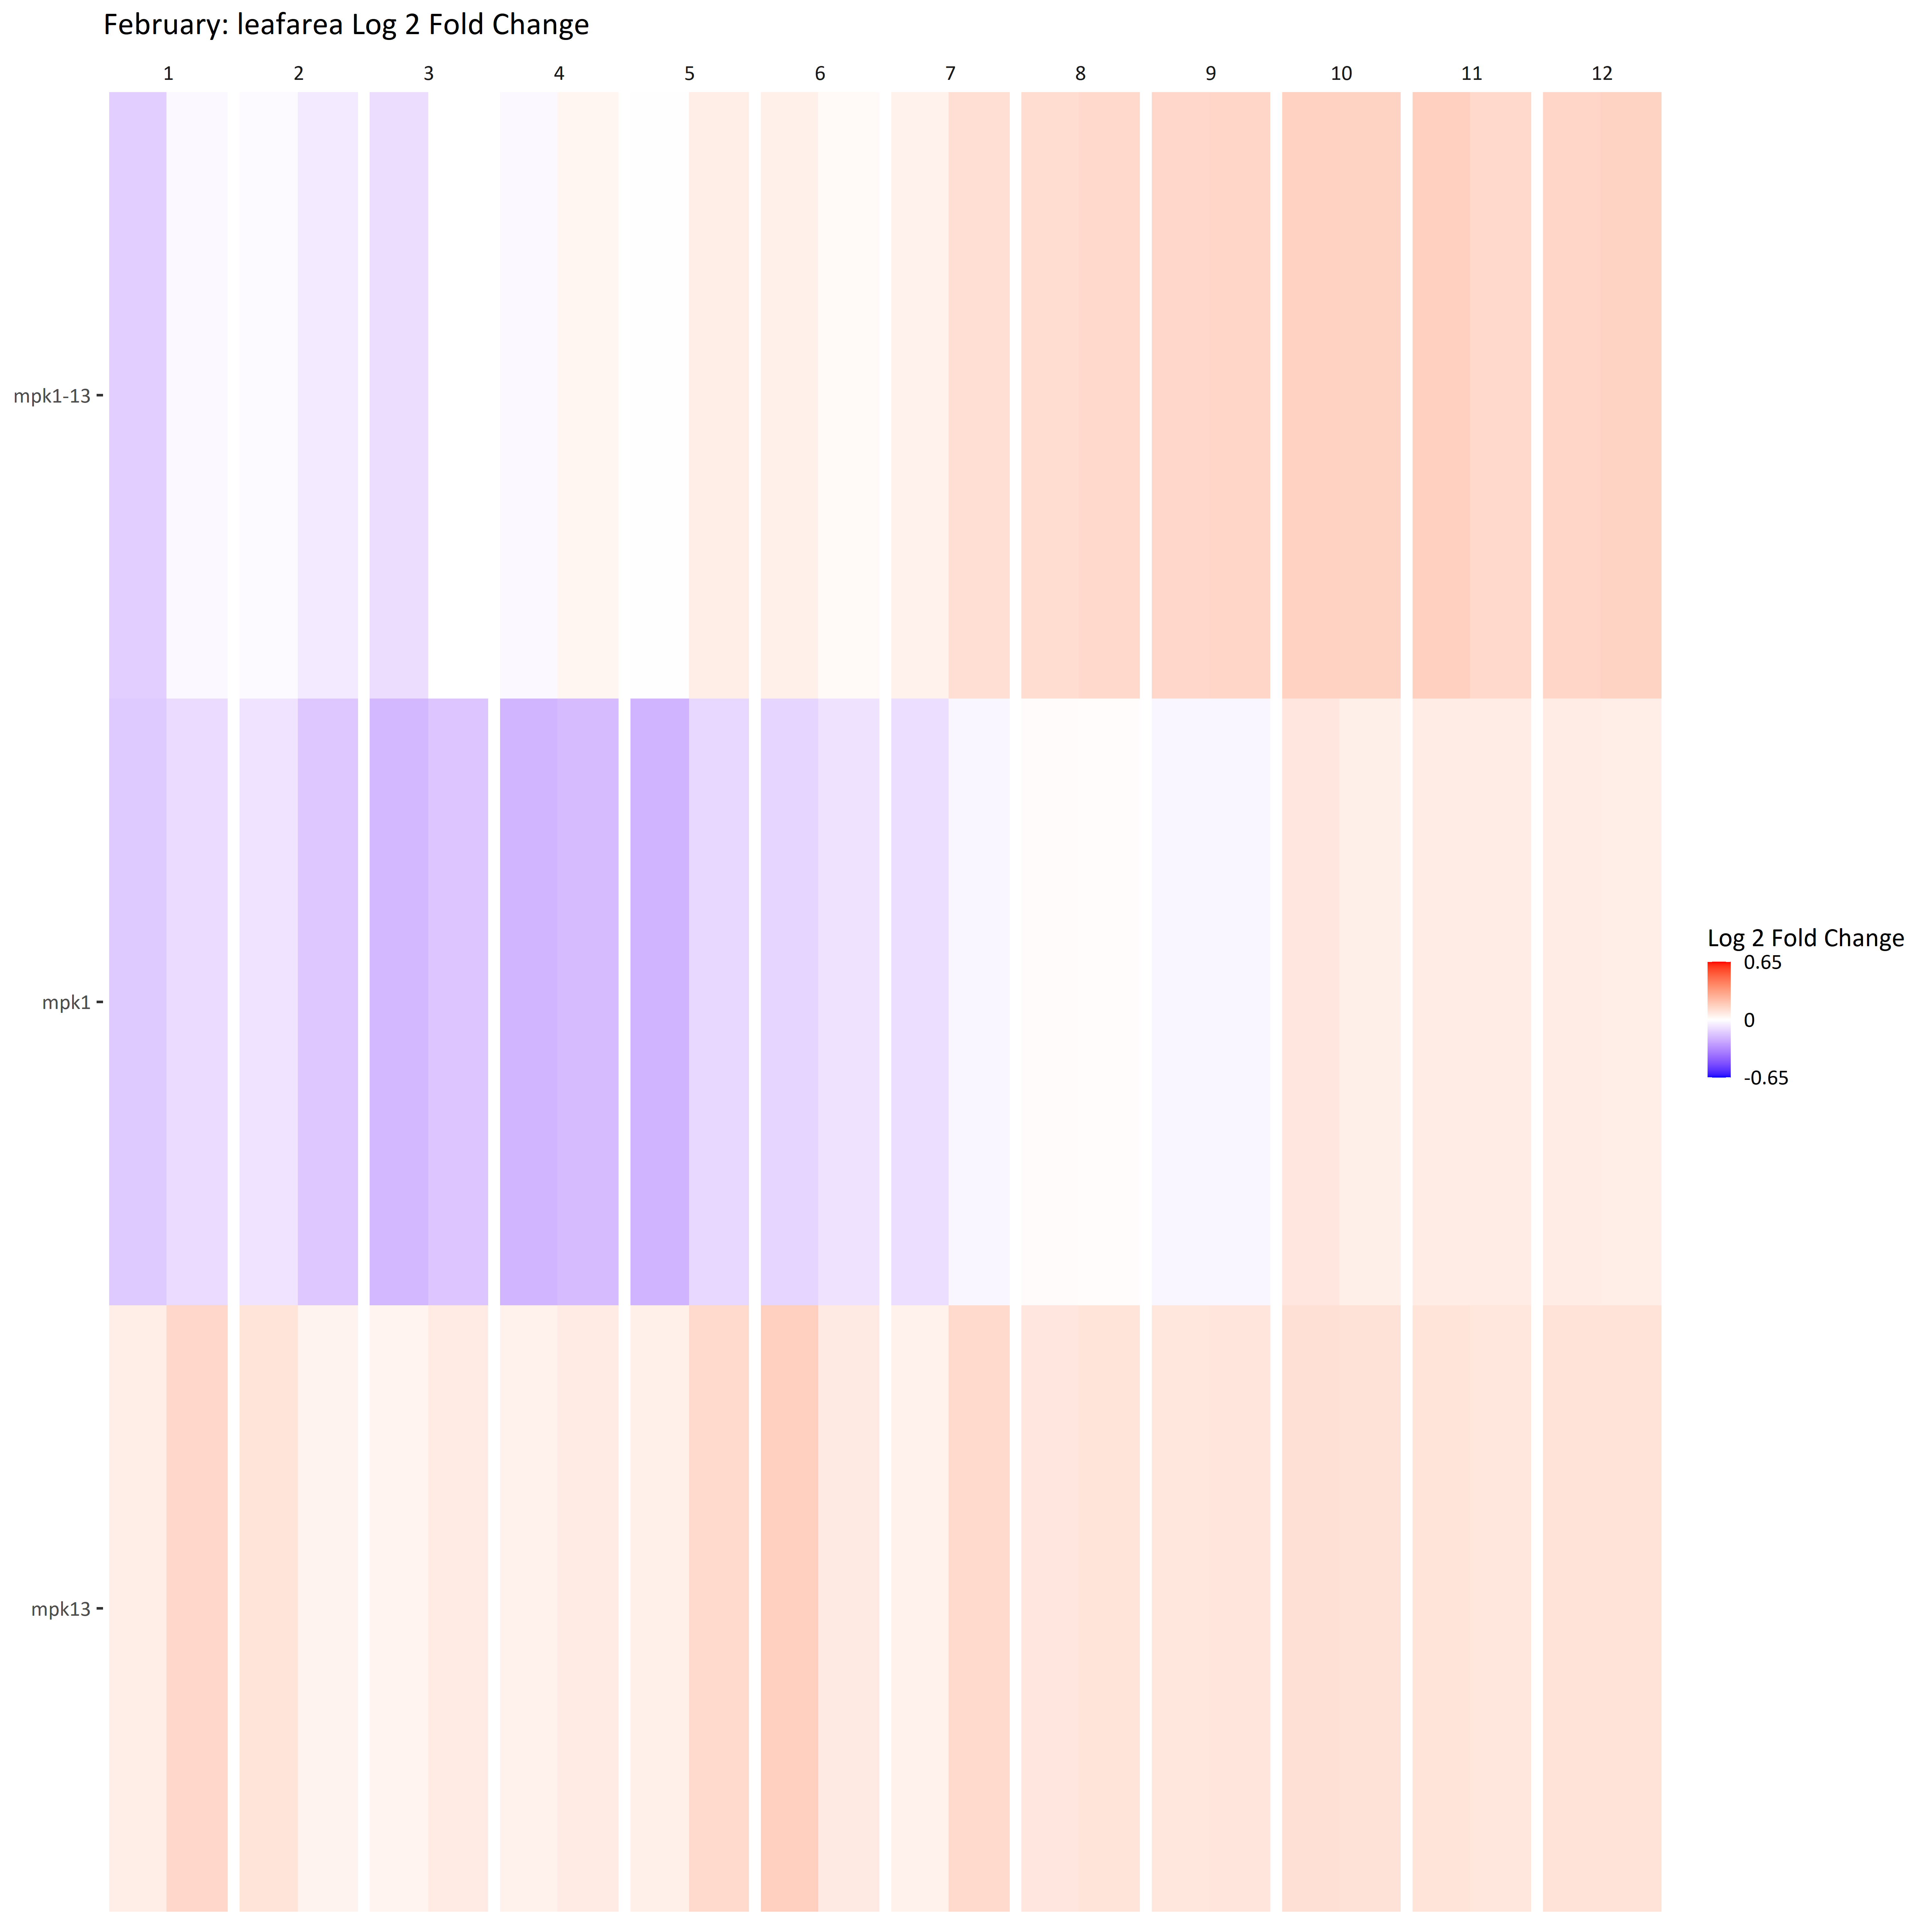 February: leafarea Log 2 Fold Change
1 2 3 4 5 6 7 8 9 10 11 12
mpk1-13
mpk1
mpk13
Log 2 Fold Change
0.65
0
-0.65